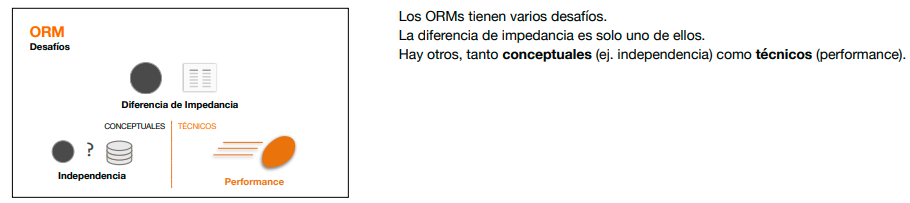 ORM
Desafíos
Diferencia de Impedancia
CONCEPTUALES
TÉCNICOS
?
Independencia
Performance
Los ORMs tienen varios desafíos.
La diferencia de impedancia es solo uno de ellos.
Hay otros, tanto conceptuales (ej. independencia) como técnicos (performance).